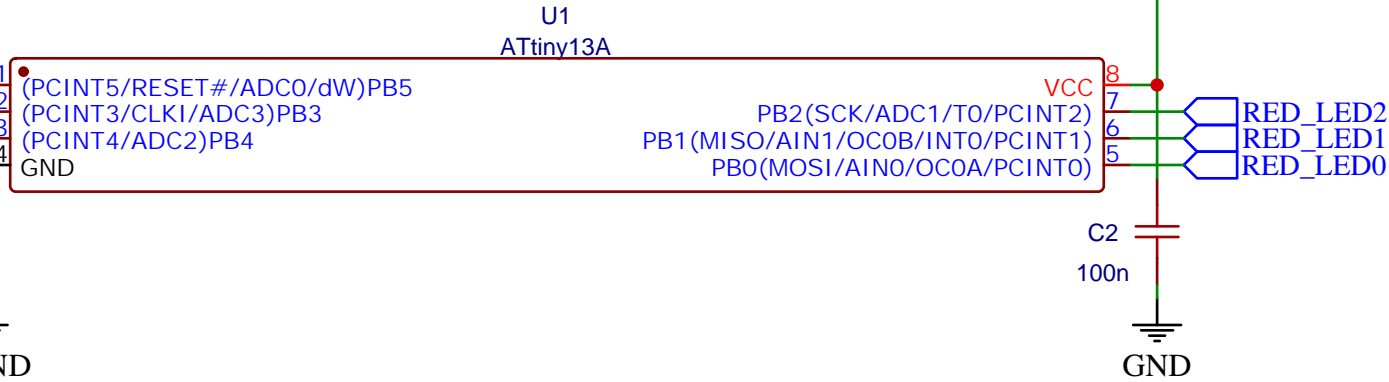 U1
ATtiny13A
1 (PCINT5/RESET#/ADC0/dW)PB5
2 (PCINT3/CLKI/ADC3)PB3
3 (PCINT4/ADC2)PB4
4 GND
VCC 8
PB2(SCK/ADC1/T0/PCINT2) 7 RED_LED2
PB1(MISO/AIN1/OC0B/INT0/PCINT1) 6 RED_LED1
PB0(MOSI/AIN0/OC0A/PCINT0) 5 RED_LED0
C2
100n
GND